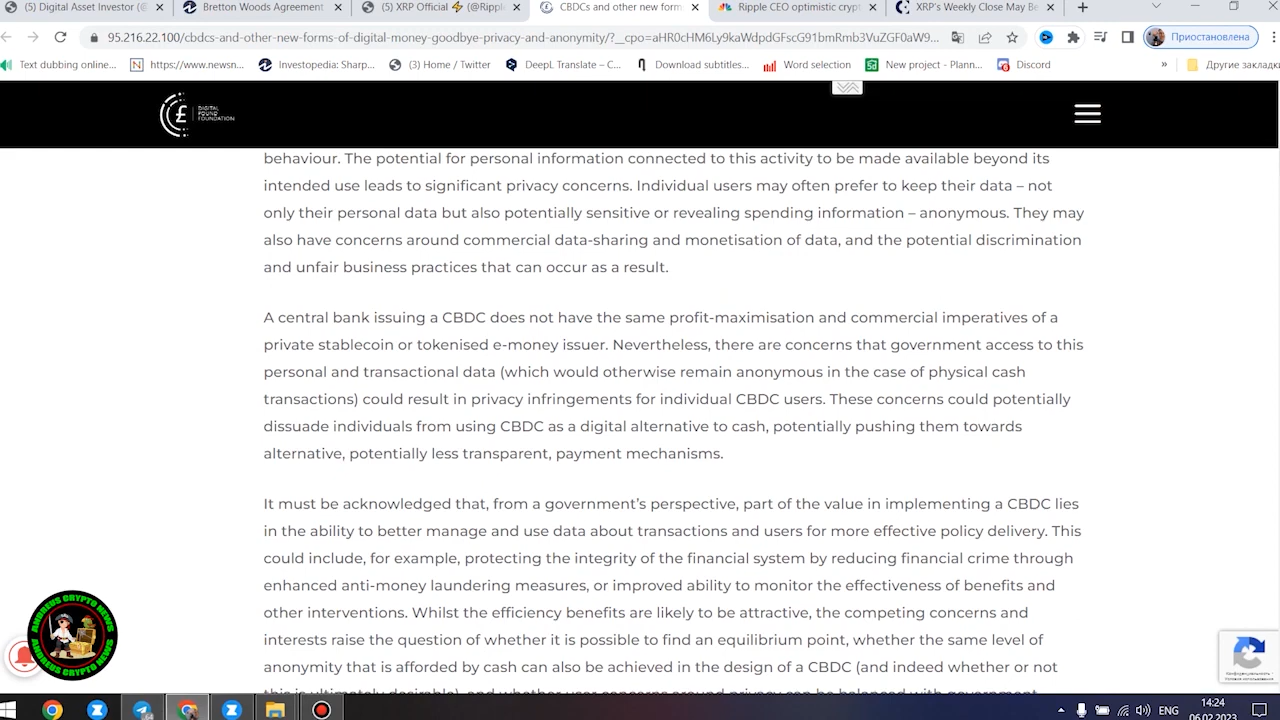 (5) Digital Asset Investor (@
Bretton Woods Agreement
(5) XRP Official ⚡ (@Rippl
CBDCs and other new form
Ripple CEO optimistic crypt
XRP's Weekly Close May Be
95.216.22.100/cbdcs-and-other-new-forms-of-digital-money-goodbye-privacy-and-anonymity/?__cpo=aHR0cHM6Ly9kaWdpdGFscG91bmRmb3VuZGF0aW9...
Приостановлена
Text dubbing online...
https://www.newsn...
Investopedia: Sharp...
(3) Home / Twitter
DeepL Translate – C...
Download subtitles...
Word selection
New project - Plann...
Discord
»
Другие закладки
DIGITAL
POUND
FOUNDATION
behaviour. The potential for personal information connected to this activity to be made available beyond its
intended use leads to significant privacy concerns. Individual users may often prefer to keep their data – not
only their personal data but also potentially sensitive or revealing spending information – anonymous. They may
also have concerns around commercial data-sharing and monetisation of data, and the potential discrimination
and unfair business practices that can occur as a result.
A central bank issuing a CBDC does not have the same profit-maximisation and commercial imperatives of a
private stablecoin or tokenised e-money issuer. Nevertheless, there are concerns that government access to this
personal and transactional data (which would otherwise remain anonymous in the case of physical cash
transactions) could result in privacy infringements for individual CBDC users. These concerns could potentially
dissuade individuals from using CBDC as a digital alternative to cash, potentially pushing them towards
alternative, potentially less transparent, payment mechanisms.
It must be acknowledged that, from a government's perspective, part of the value in implementing a CBDC lies
in the ability to better manage and use data about transactions and users for more effective policy delivery. This
could include, for example, protecting the integrity of the financial system by reducing financial crime through
enhanced anti-money laundering measures, or improved ability to monitor the effectiveness of benefits and
other interventions. Whilst the efficiency benefits are likely to be attractive, the competing concerns and
interests raise the question of whether it is possible to find an equilibrium point, whether the same level of
anonymity that is afforded by cash can also be achieved in the design of a CBDC (and indeed whether or not
ANDREUS CRYPTO NEWS
ANDREUS CRYPTO NEWS
Конфиденциальность -
Условия использования
ENG
14:24
06.02.2023